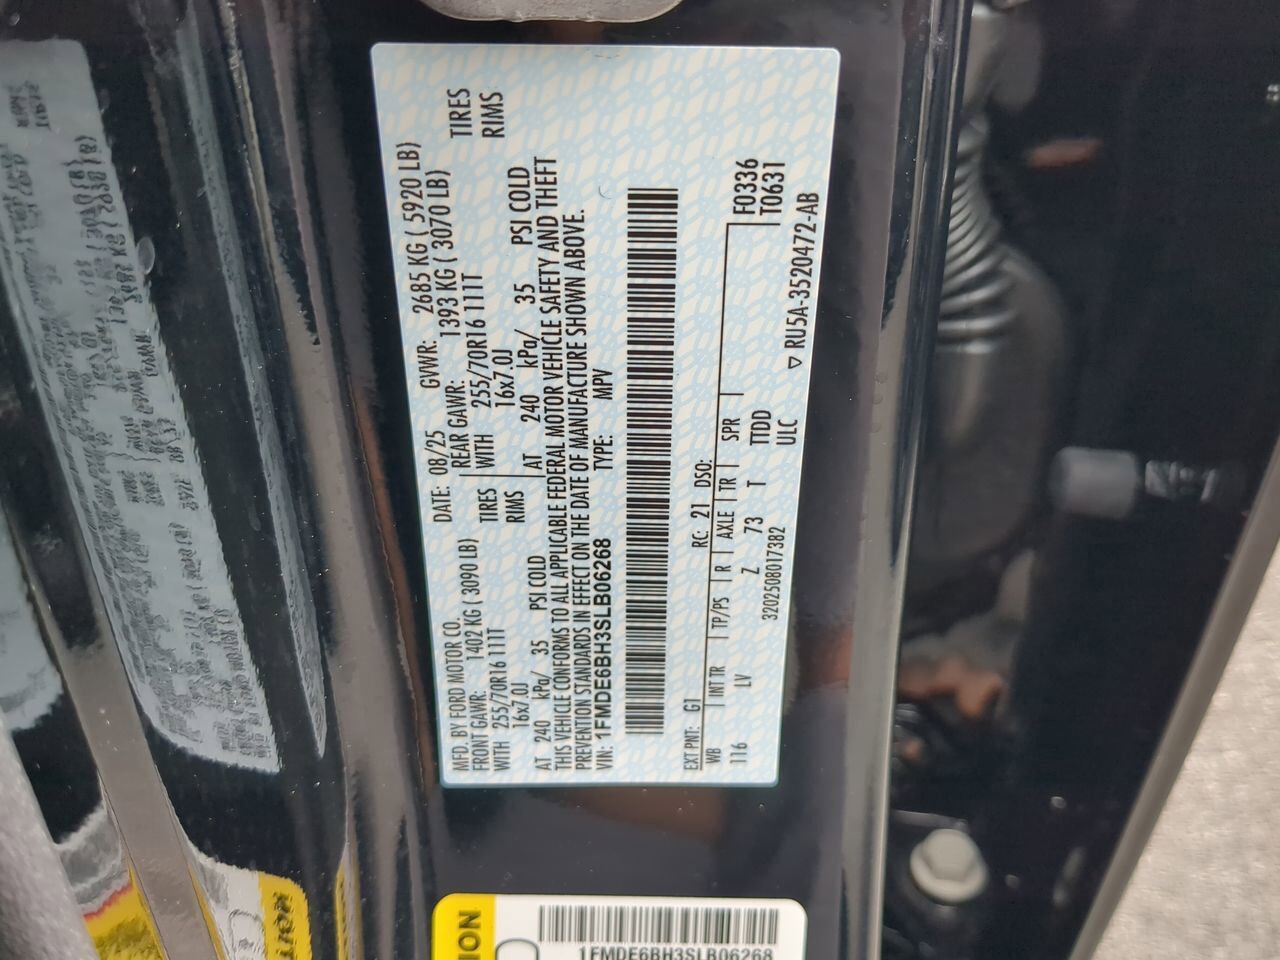 MFD. BY FORD MOTOR CO.
DATE: 08/25 GVWR: 2685 KG ( 5920 LB)
FRONT GAWR: 1402 KG ( 3090 LB)
REAR GAWR: 1393 KG ( 3070 LB)
WITH 255/70R16 111T TIRES
WITH 255/70R16 111T TIRES
16x7.0J RIMS
16x7.0J RIMS
AT 240 kPa/ 35 PSI COLD
AT 240 kPa/ 35 PSI COLD
THIS VEHICLE CONFORMS TO ALL APPLICABLE FEDERAL MOTOR VEHICLE SAFETY AND THEFT
PREVENTION STANDARDS IN EFFECT ON THE DATE OF MANUFACTURE SHOWN ABOVE.
VIN: 1FMDE6BH3SLB06268 TYPE: MPV
EXT PNT: G1 RC: 21 DSO: F0336
WB INT TR TP/PS R AXLE TR SPR T0631
116 LV Z 73 T TTDD
3202508017382 ULC
▽ RU5A-3520472-AB
ION
1FMDE6BH3SLB06268